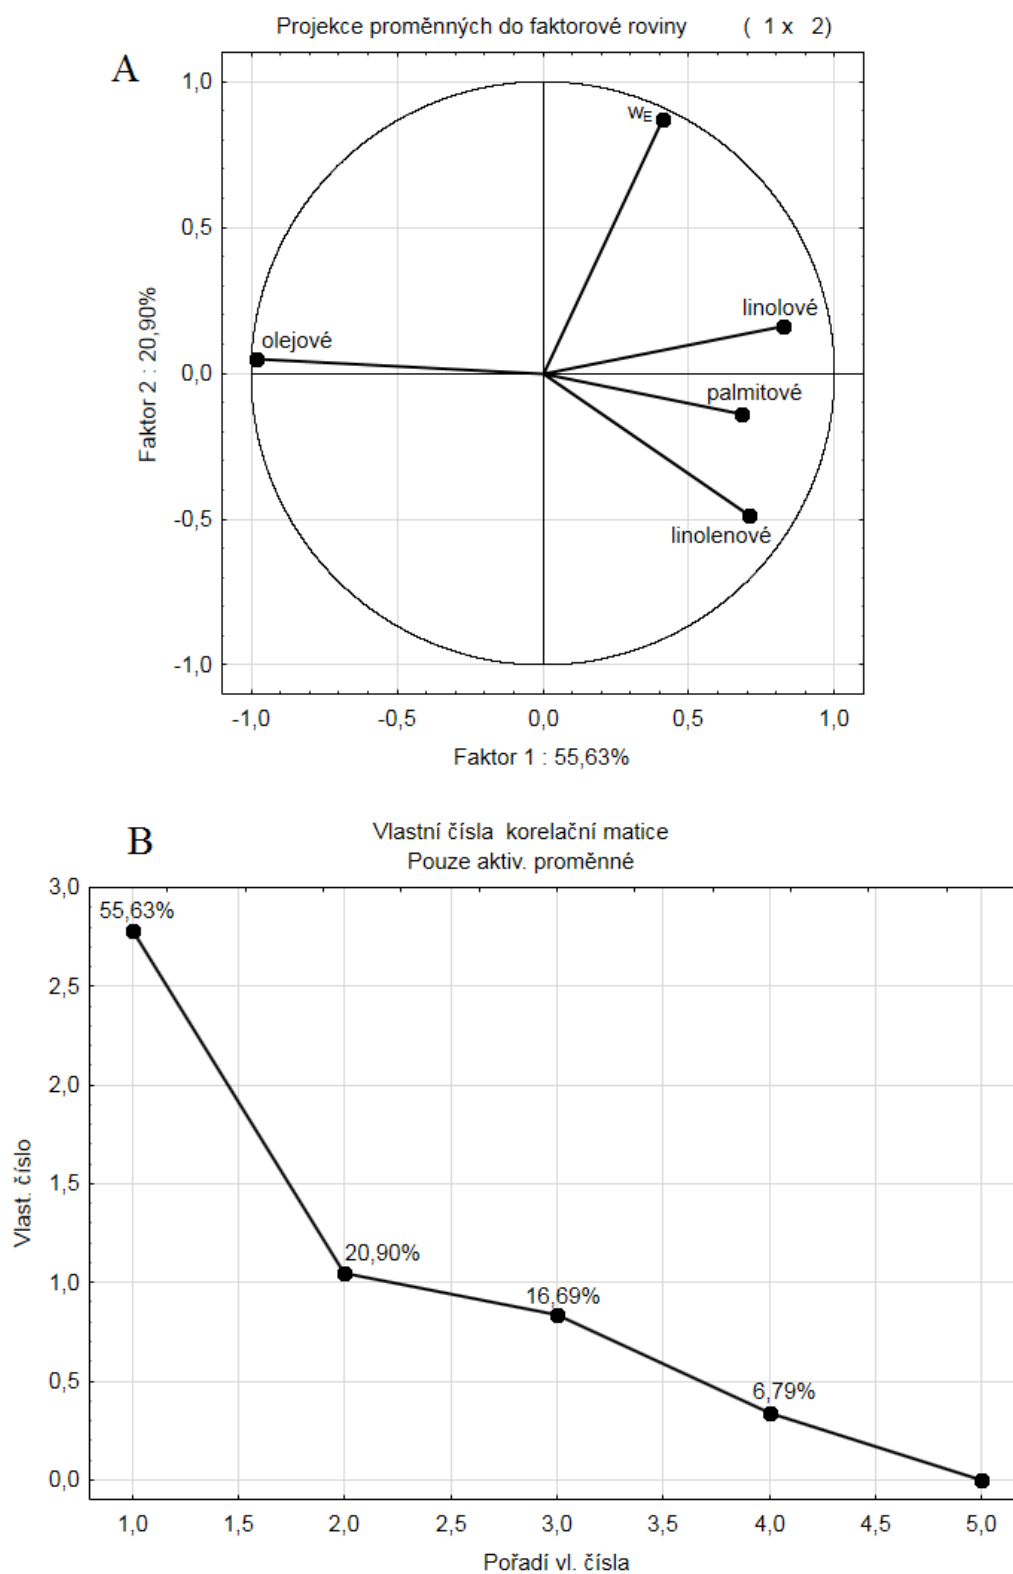 Projekce proměnných do faktorové roviny ( 1 x 2)
A
1,0
w_E
0,5
linolové
olejové
0,0
palmitové
-0,5
linolenové
-1,0
-1,0 -0,5 0,0 0,5 1,0
Faktor 2 : 20,90%
Faktor 1 : 55,63%
B
Vlastní čísla korelační matice
Pouze aktiv. proměnné
3,0
55,63%
2,5
2,0
1,5
20,90%
1,0
16,69%
0,5
6,79%
0,0
Vlast. číslo
1,0 1,5 2,0 2,5 3,0 3,5 4,0 4,5 5,0
Pořadí vl. čísla